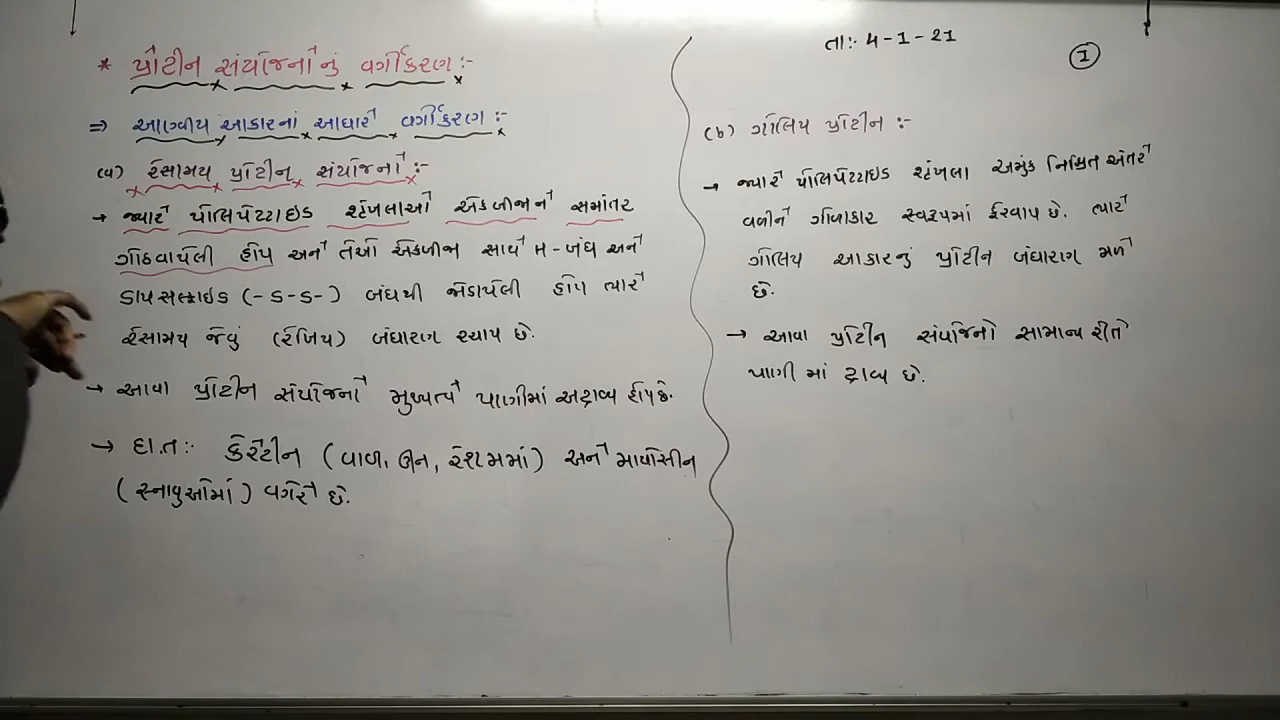 * પ્રોટીન સંયોજનોનું વર્ગીકરણ :-
⇒ આણ્વીય આકારનાં આધારે વર્ગીકરણ :-
(a) રેસામય પ્રોટીન સંયોજનો :-
→ જ્યારે પોલિપેપ્ટાઇડ શ્રૃંખલાઓ એકબીજાને સમાંતર
ગોઠવાયેલી હોય અને તેઓ એકબીજા સાથે H-બંધ અને
ડાયસલ્ફાઇડ (-S-S-) બંધથી જોડાયેલી હોય ત્યારે
રેસામય જેવું (રેખિય) બંધારણ રચાય છે.
→ આવા પ્રોટીન સંયોજનો મુખ્યત્વે પાણીમાં અદ્રાવ્ય હોય છે.
→ દા.ત :- કેરેટીન (વાળ, ઊન, રેશમમાં) અને માયોસીન
(સ્નાયુઓમાં) વગેરે છે.
તા:- 4-1-21
1
(b) ગોલિય પ્રોટીન :-
→ જ્યારે પોલિપેપ્ટાઇડ શ્રૃંખલા અમુક નિશ્ચિત અંતરે
વળીને ગોળાકાર સ્વરૂપમાં ફેરવાય છે. ત્યારે
ગોલિય આકારનું પ્રોટીન બંધારણ મળે
છે.
→ આવા પ્રોટીન સંયોજનો સામાન્ય રીતે
પાણી માં દ્રાવ્ય છે.